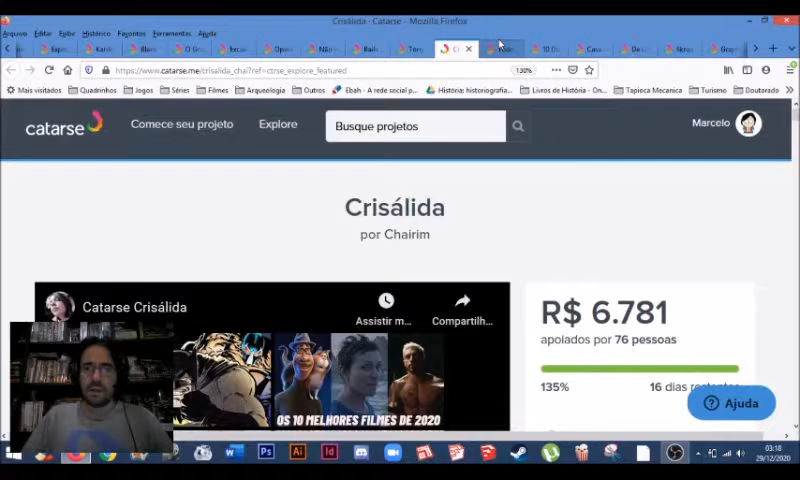 Crisálida - Catarse - Mozilla Firefox
Arquivo Editar Exibir Histórico Favoritos Ferramentas Ajuda
https://www.catarse.me/crisalida_chai?ref=ctrse_explore_featured
130%
Mais visitados Quadrinhos Jogos Séries Filmes Arqueologia Outros Ebah - A rede social p... História: historiografia... Livros de História - On... Tapioca Mecanica Turismo Doutorado
catarse
Comece seu projeto
Explore
Busque projetos
Marcelo
Crisálida
por Chairim
Catarse Crisálida
Assistir m...
Compartilh...
OS 10 MELHORES FILMES DE 2020
R$ 6.781
apoiados por 76 pessoas
135%
16 dias restantes
Ajuda
03:18
29/12/2020